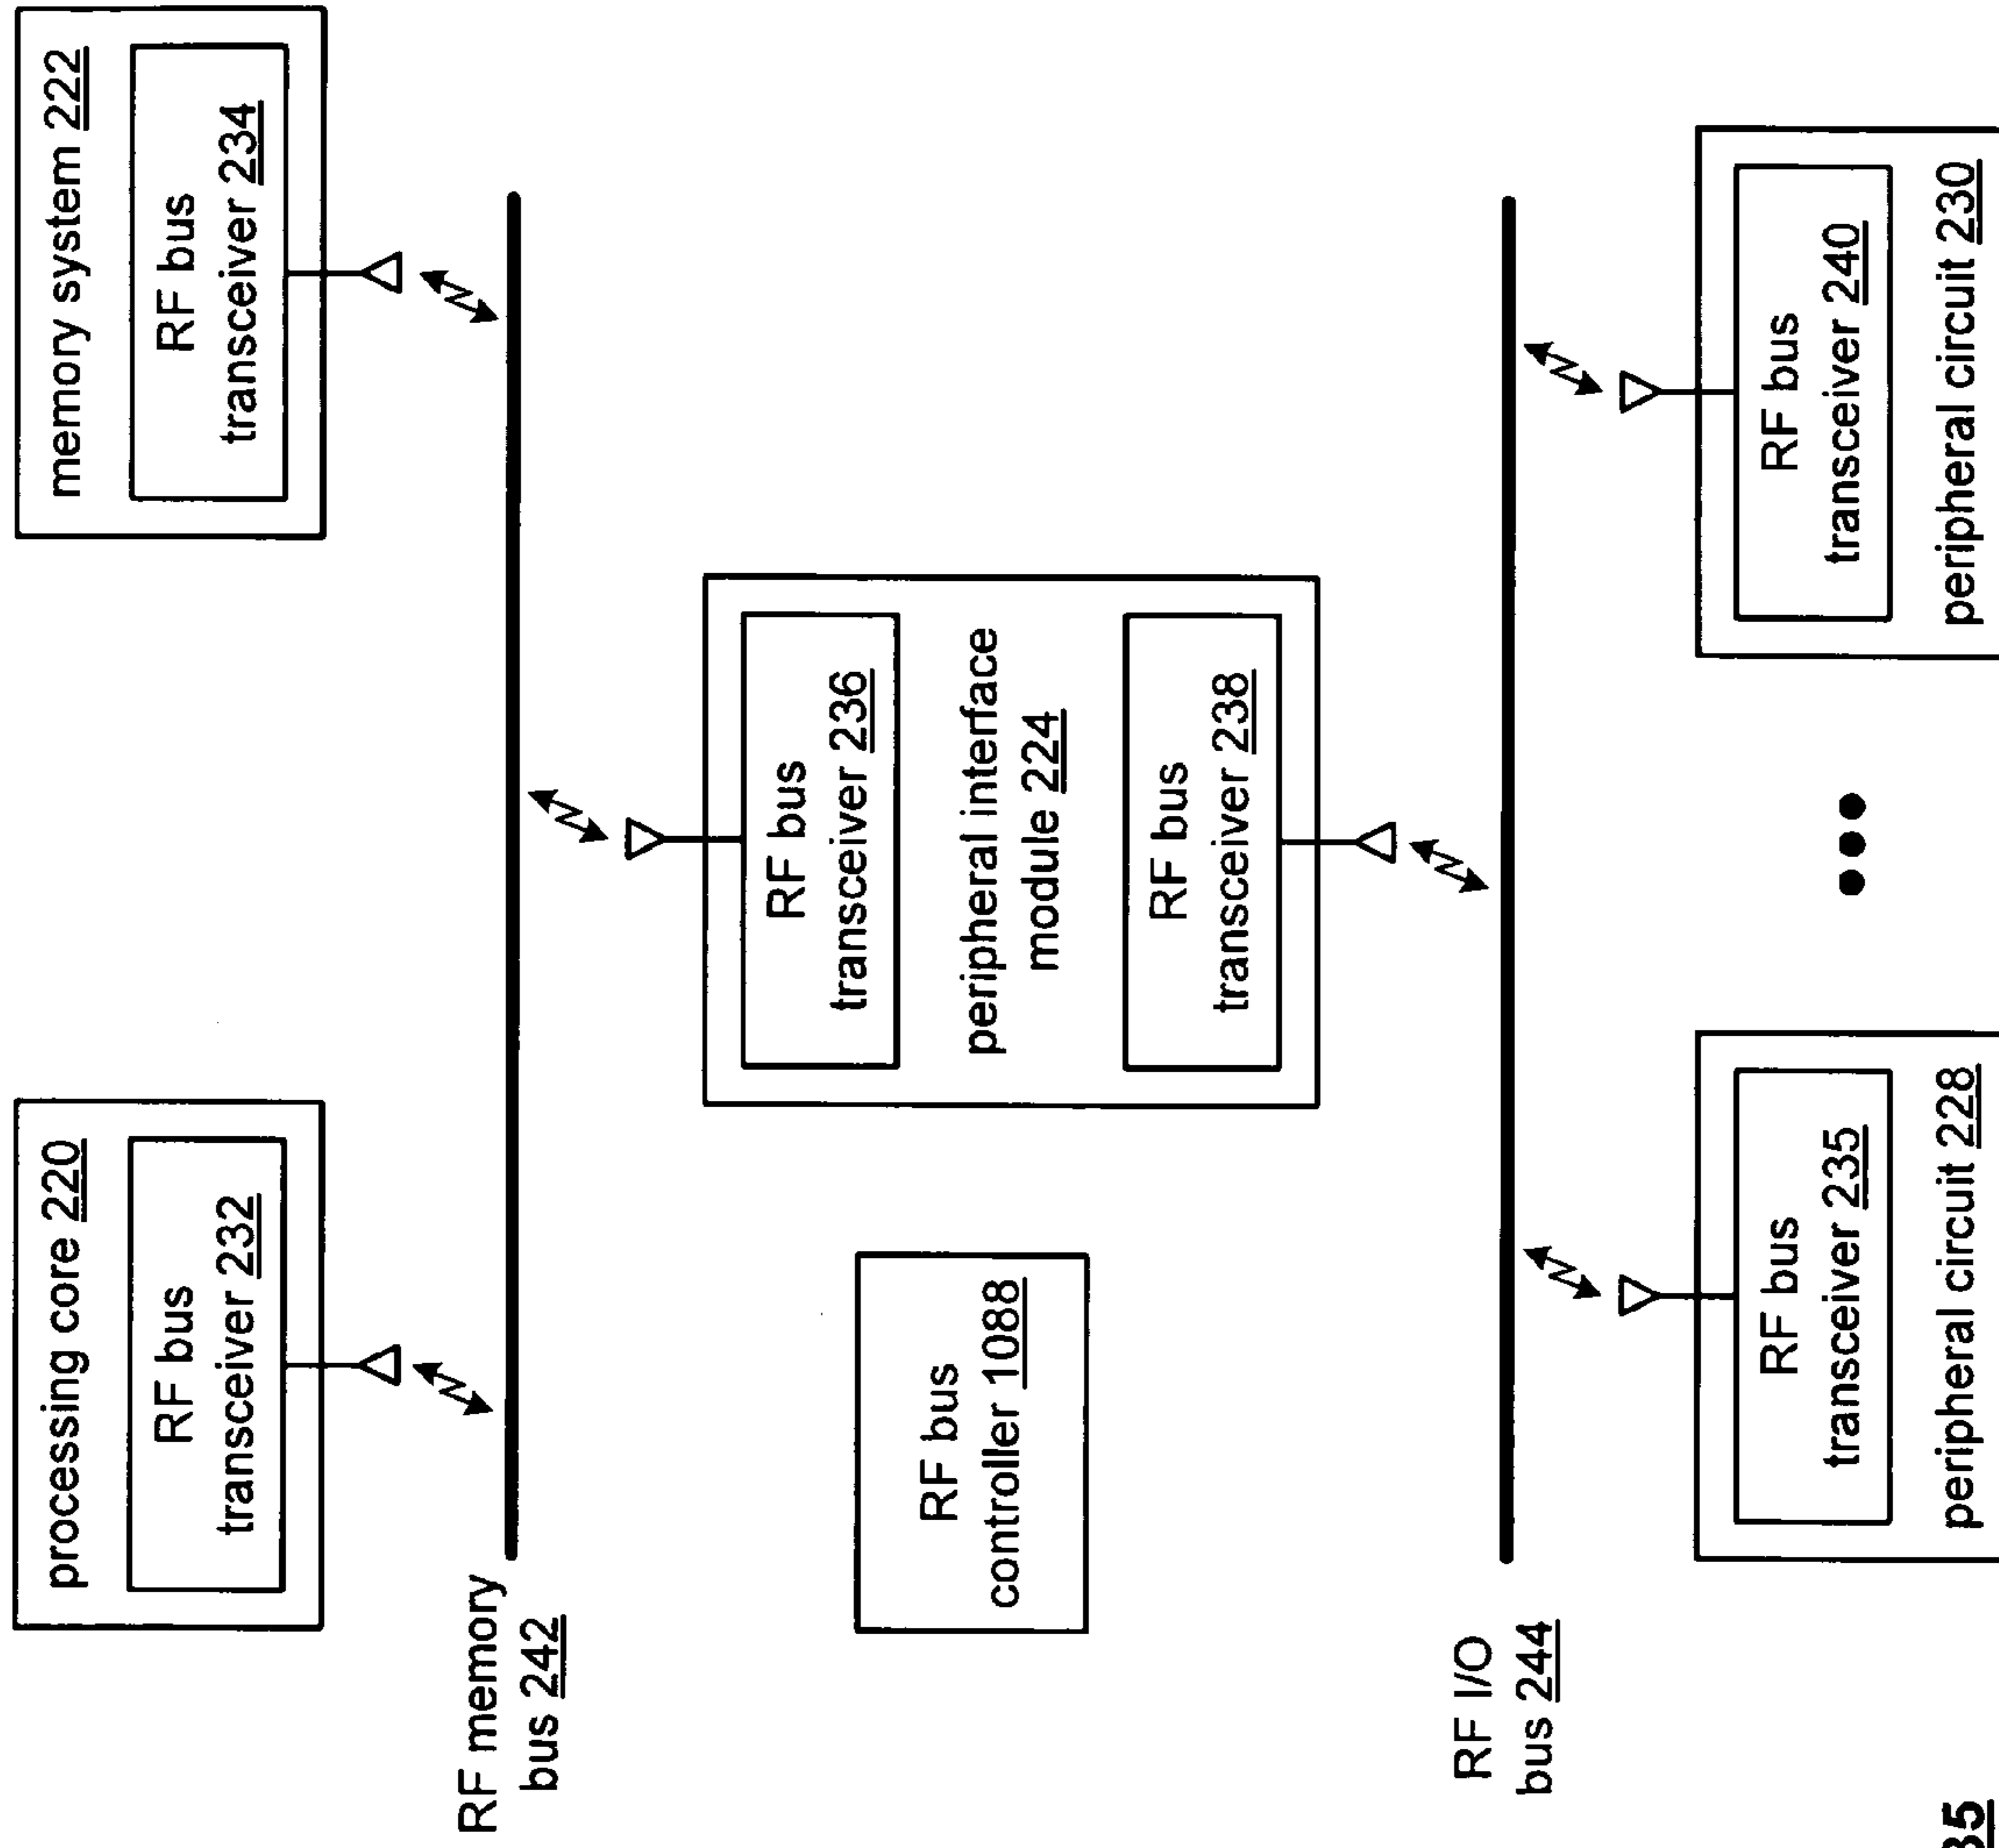 processing core 220
RF bus
transceiver 232
memory system 222
RF bus
transceiver 234
RF memory
bus 242
RF bus
transceiver 236
peripheral interface
module 224
RF bus
controller 1088
RF bus
transceiver 238
RF I/O
bus 244
RF bus
transceiver 235
peripheral circuit 228
RF bus
transceiver 240
peripheral circuit 230